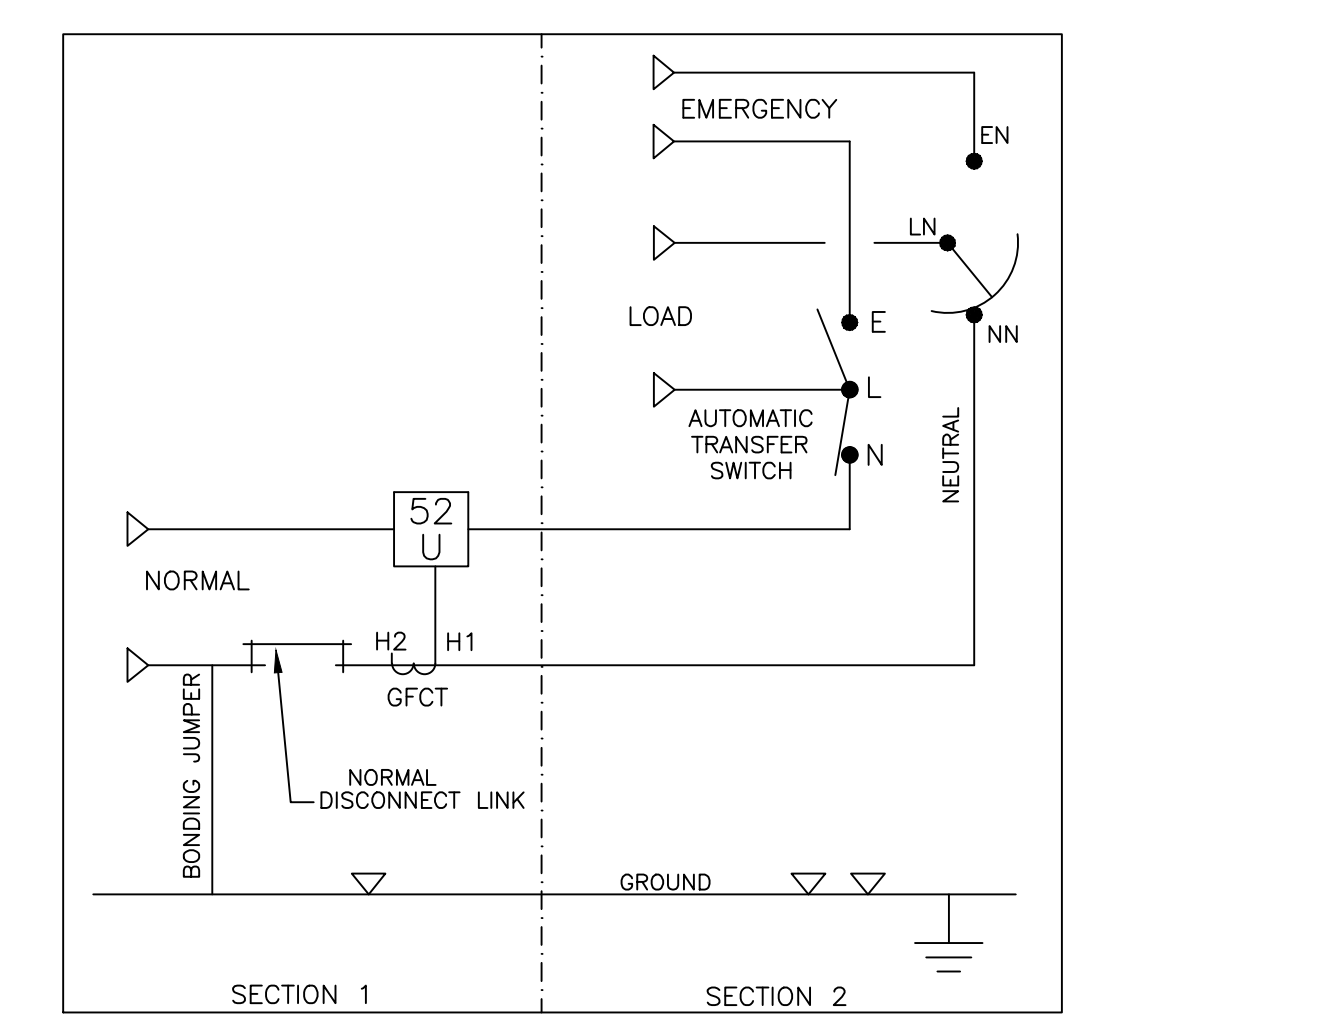 EMERGENCY
EN
LN
LOAD
E
NN
L
AUTOMATIC
TRANSFER
SWITCH
N
NEUTRAL
52
U
NORMAL
H2
H1
GFCT
BONDING JUMPER
NORMAL
DISCONNECT LINK
GROUND
SECTION 1
SECTION 2